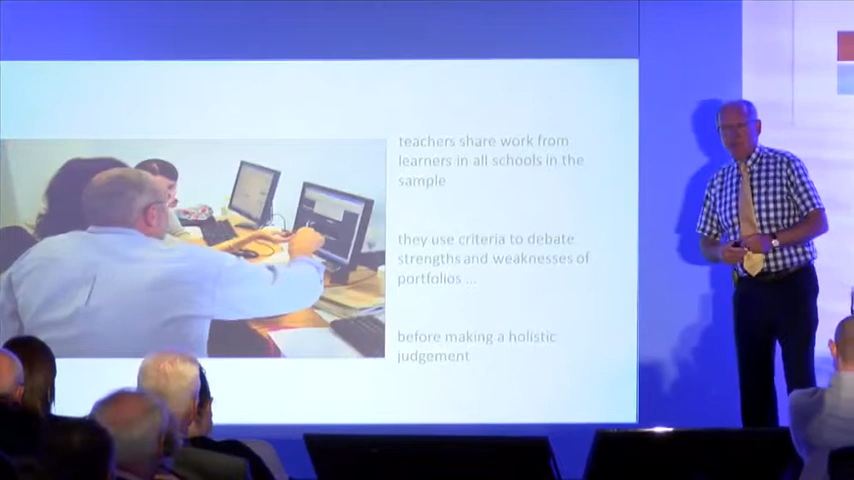 teachers share work from
learners in all schools in the
sample
they use criteria to debate
strengths and weaknesses of
portfolios ...
before making a holistic
judgement